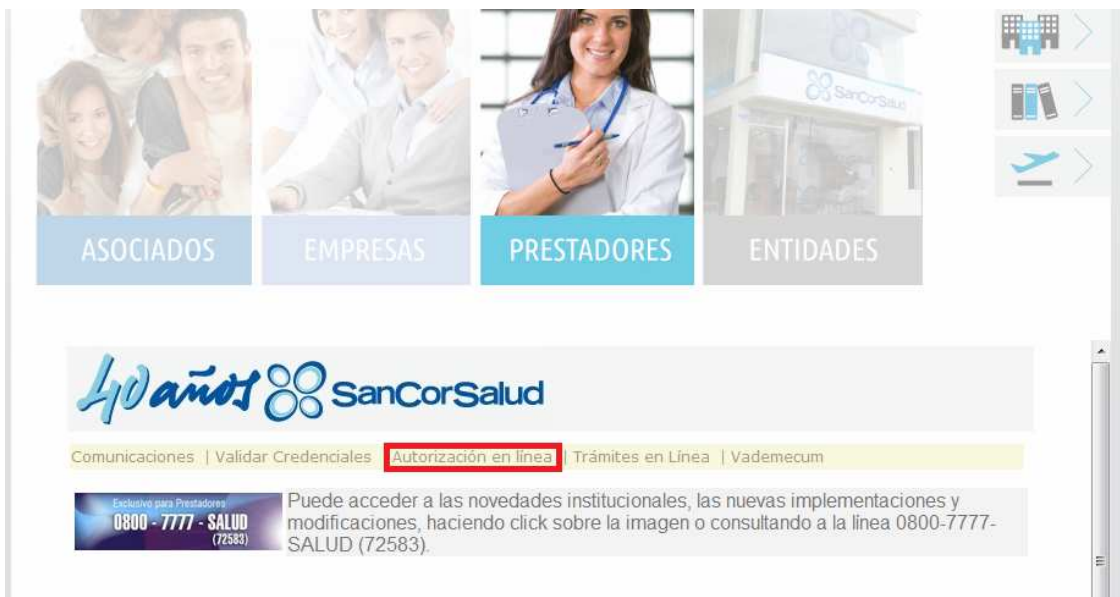 SanCorSalud
ASOCIADOS
EMPRESAS
PRESTADORES
ENTIDADES
40 años SanCorSalud
Comunicaciones | Validar Credenciales Autorización en línea | Trámites en Línea | Vademecum
Exclusivo para Prestadores
0800 - 7777 - SALUD
(72583)
Puede acceder a las novedades institucionales, las nuevas implementaciones y
modificaciones, haciendo click sobre la imagen o consultando a la línea 0800-7777-
SALUD (72583).